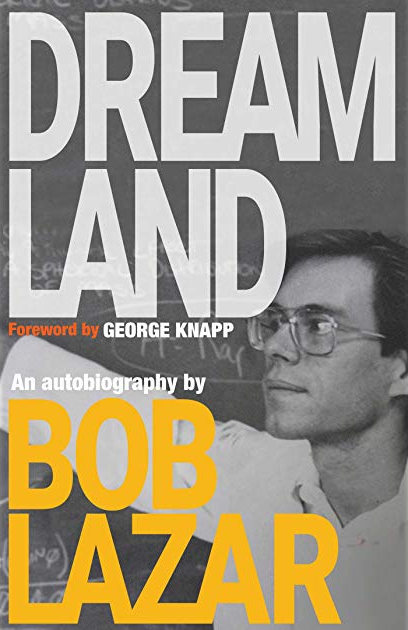 DREAM
LAND
Foreword by GEORGE KNAPP
An autobiography by
BOB
LAZAR